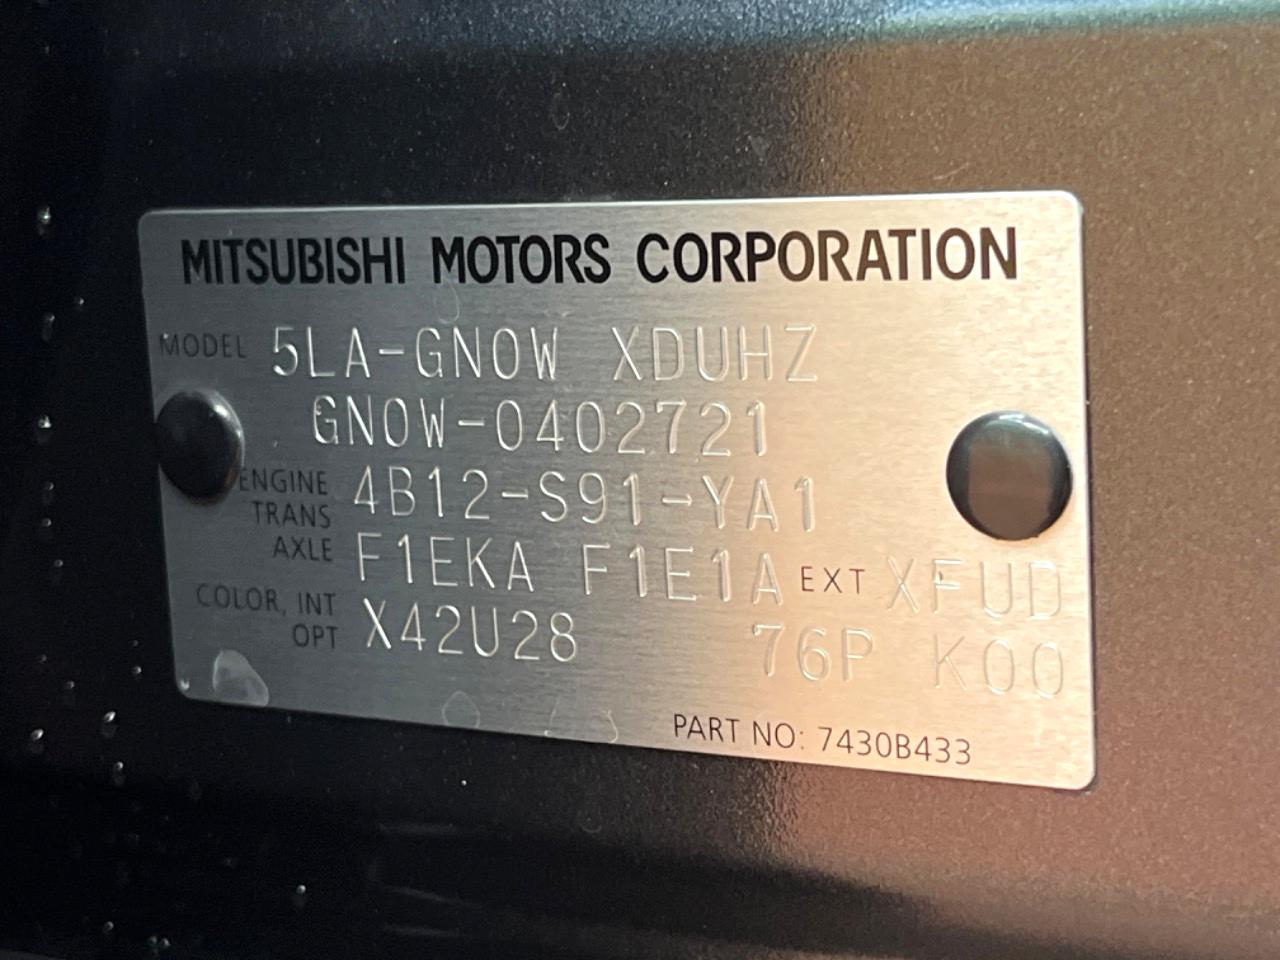 MITSUBISHI MOTORS CORPORATION
MODEL 5LA-GN0W XDUHZ
GN0W-0402721
ENGINE 4B12-S91-YA1
TRANS
AXLE F1EKA F1E1A EXT XFUD
COLOR, INT
OPT X42U28 76P K00
PART NO: 7430B433